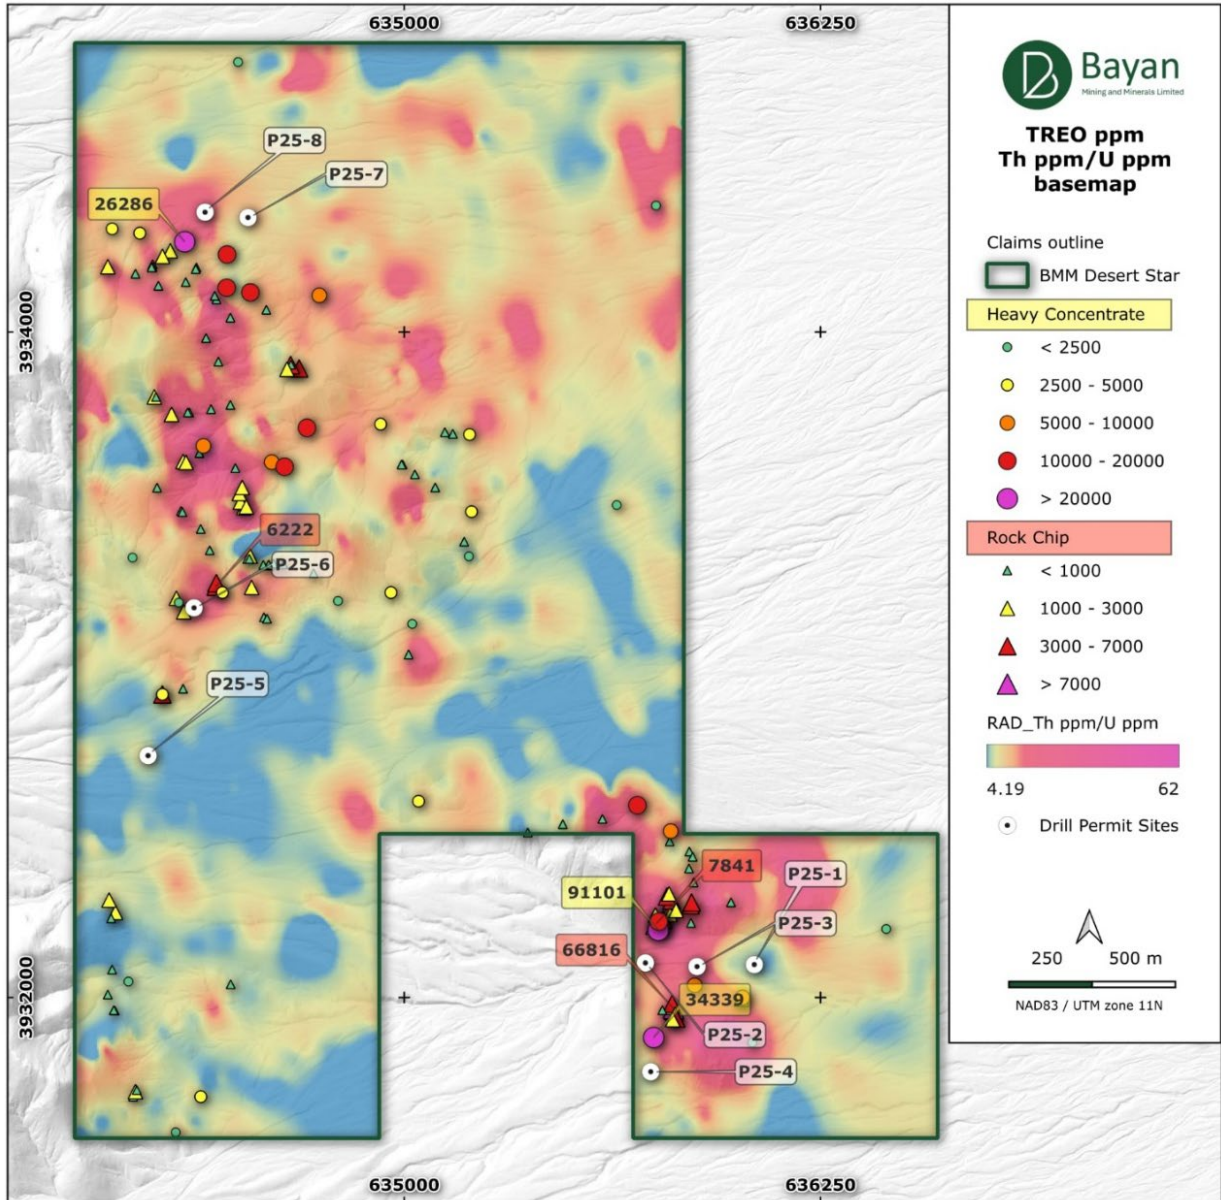 635000
636250
P25-8
P25-7
26286
3934000
6222
P25-6
P25-5
7841
91101
P25-1
P25-3
66816
34339
P25-2
P25-4
3932000
635000
636250
Bayan
Mining and Minerals Limited
TREO ppm
Th ppm/U ppm
basemap
Claims outline
BMM Desert Star
Heavy Concentrate
< 2500
2500 - 5000
5000 - 10000
10000 - 20000
> 20000
Rock Chip
< 1000
1000 - 3000
3000 - 7000
> 7000
RAD_Th ppm/U ppm
4.19 62
Drill Permit Sites
250 500 m
NAD83 / UTM zone 11N